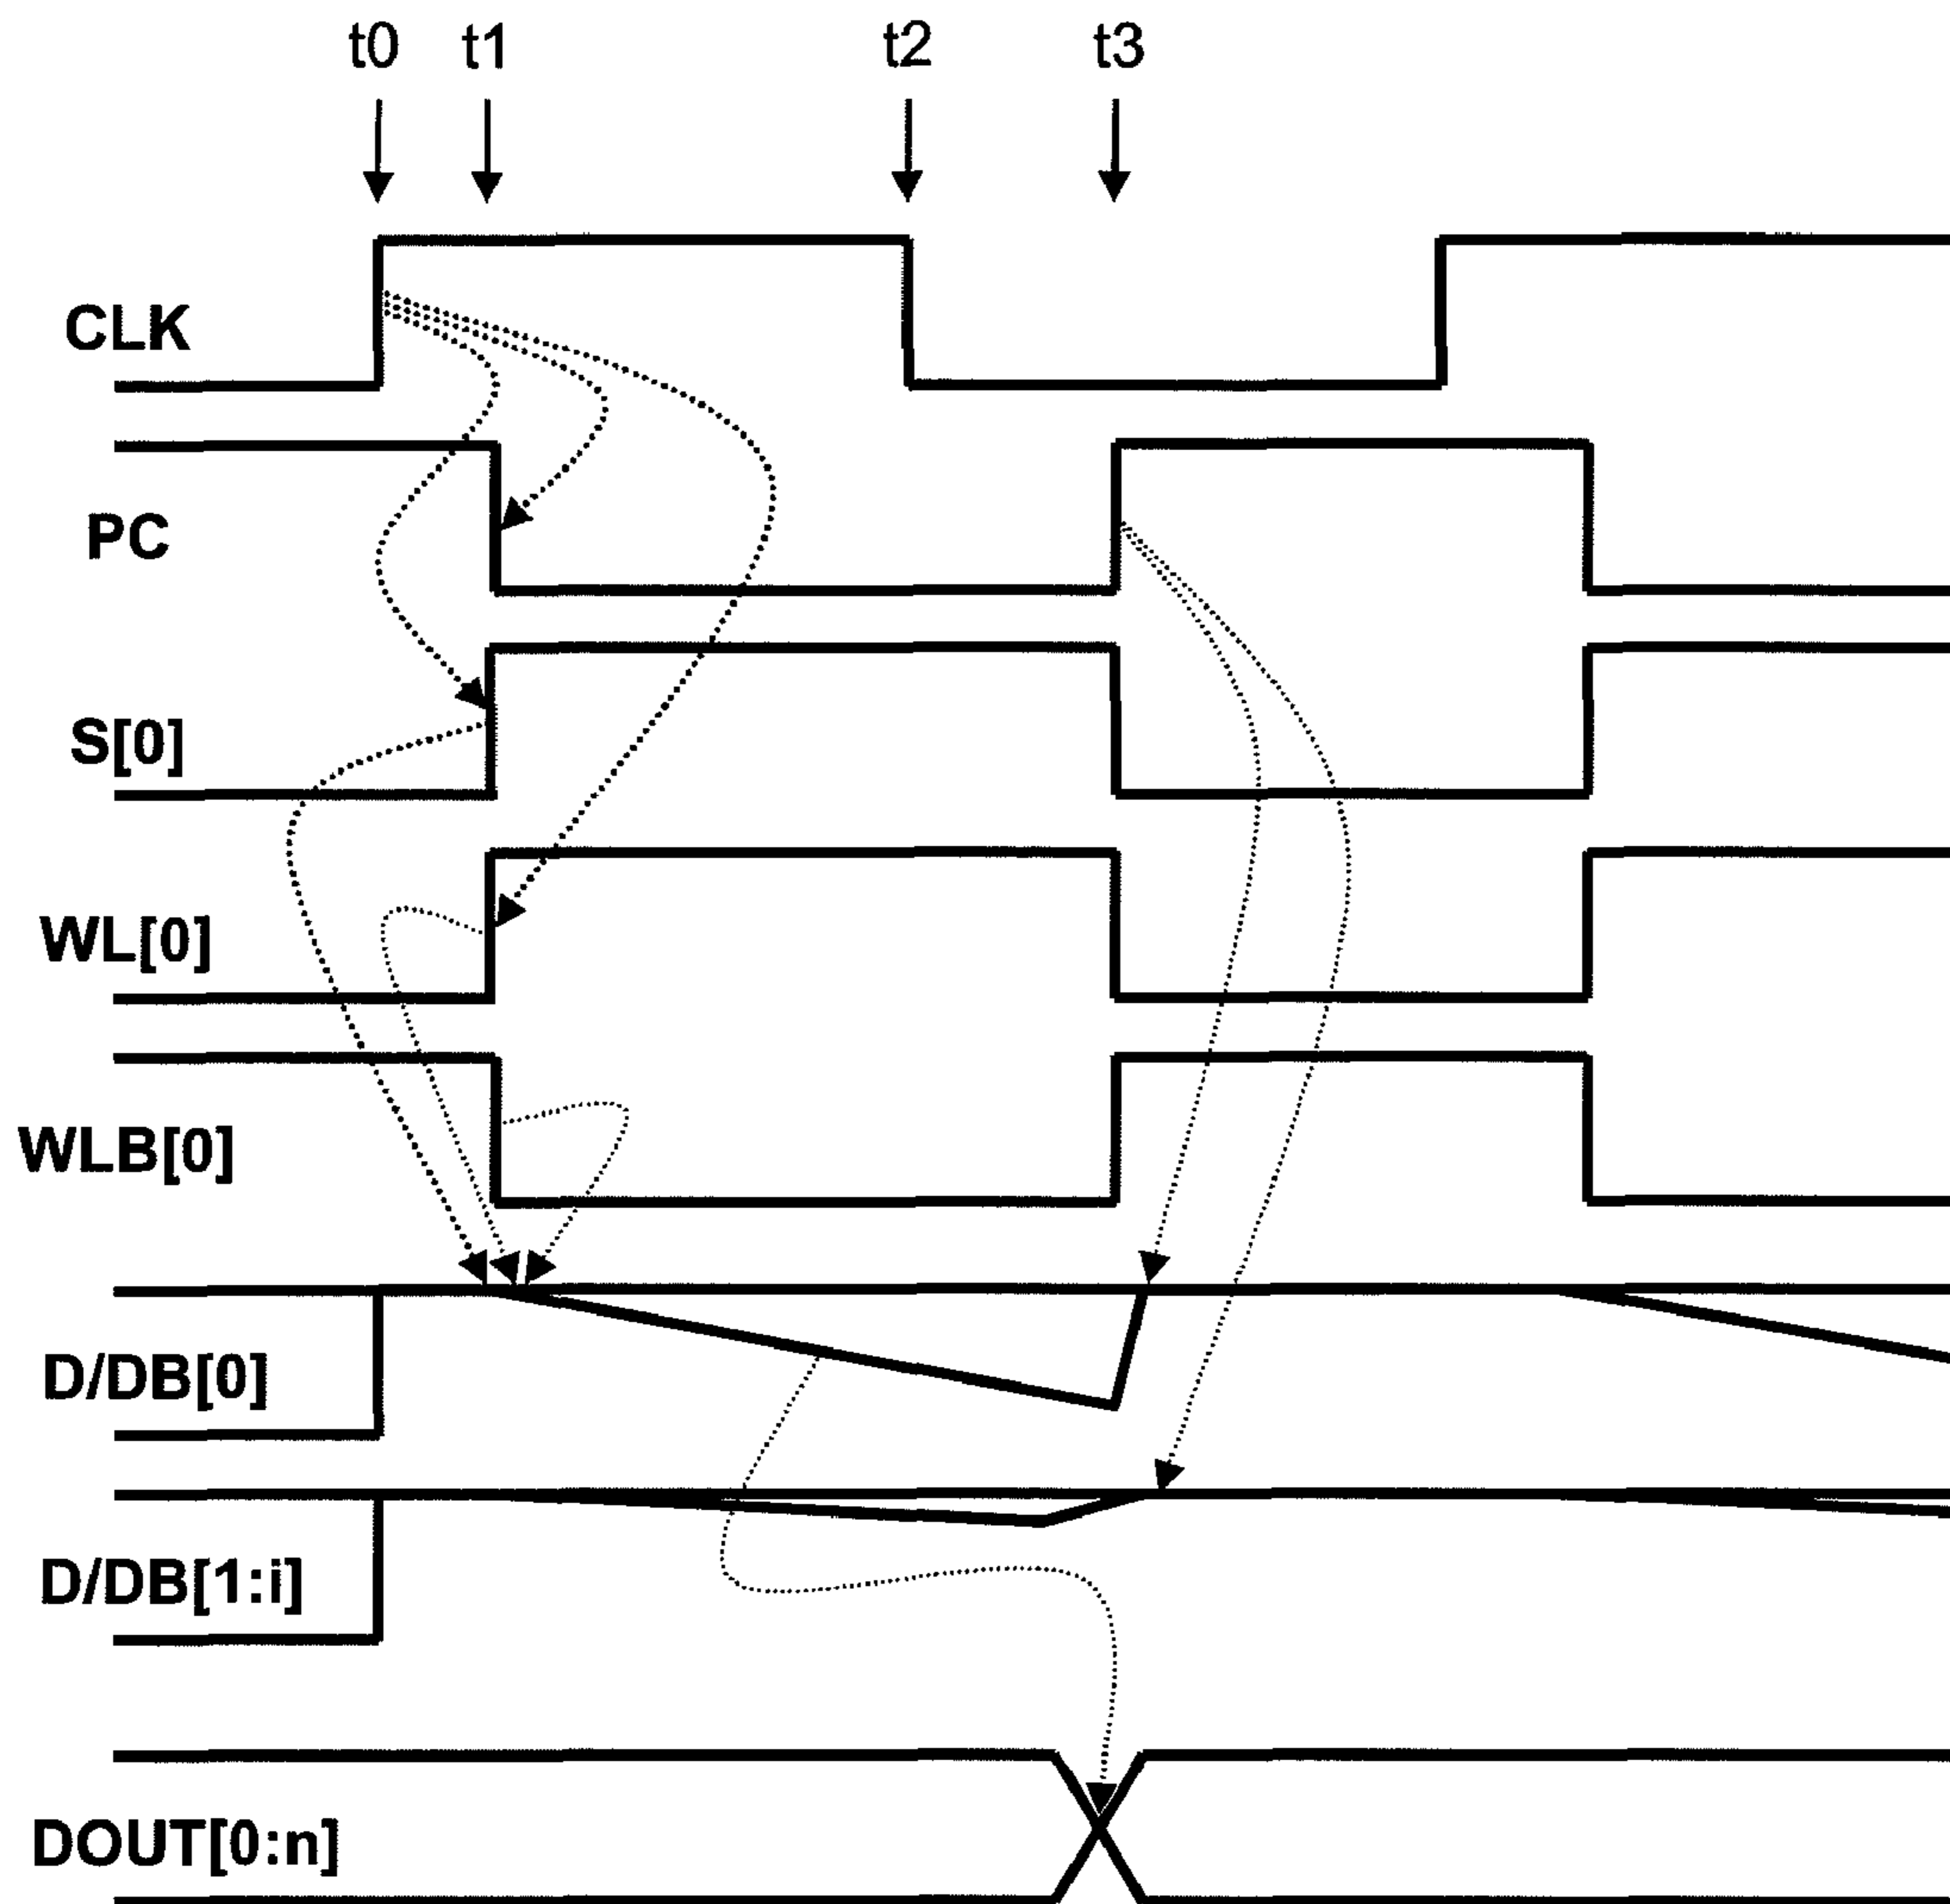 t0 t1 t2 t3
CLK
PC
S[0]
WL[0]
WLB[0]
D/DB[0]
D/DB[1:i]
DOUT[0:n]